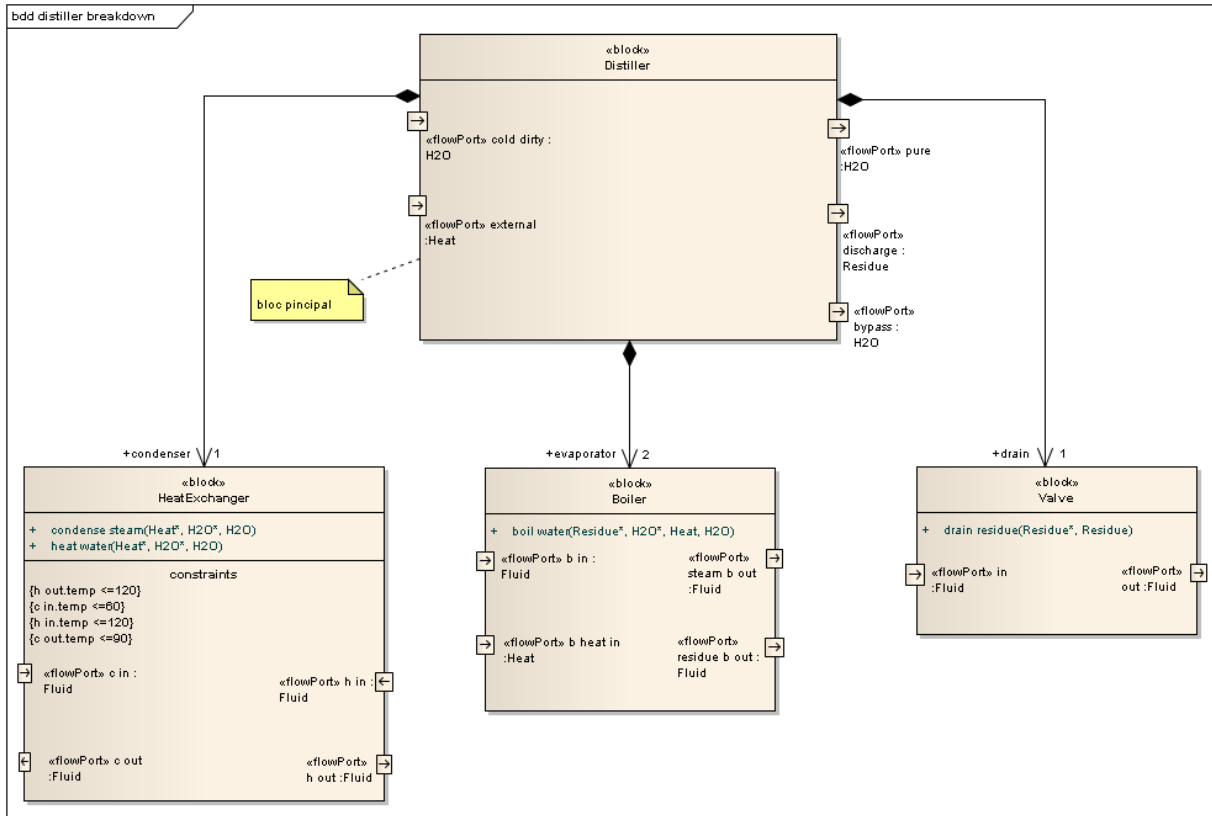 bdd distiller breakdown
«block»
Distiller
«flowPort» cold dirty :
H2O
«flowPort» external
:Heat
«flowPort» pure
:H2O
«flowPort»
discharge :
Residue
«flowPort»
bypass :
H2O
bloc pincipal
+condenser 1
+evaporator 2
+drain 1
«block»
HeatExchanger
+ condense steam(Heat*, H2O*, H2O)
+ heat water(Heat*, H2O*, H2O)
constraints
{h out.temp <=120}
{c in.temp <=60}
{h in.temp <=120}
{c out.temp <=90}
«flowPort» c in :
Fluid
«flowPort» h in :
Fluid
«flowPort» c out
:Fluid
«flowPort»
h out :Fluid
«block»
Boiler
+ boil water(Residue*, H2O*, Heat, H2O)
«flowPort» b in :
Fluid
«flowPort»
steam b out
:Fluid
«flowPort» b heat in
:Heat
«flowPort»
residue b out :
Fluid
«block»
Valve
+ drain residue(Residue*, Residue)
«flowPort» in
:Fluid
«flowPort»
out :Fluid